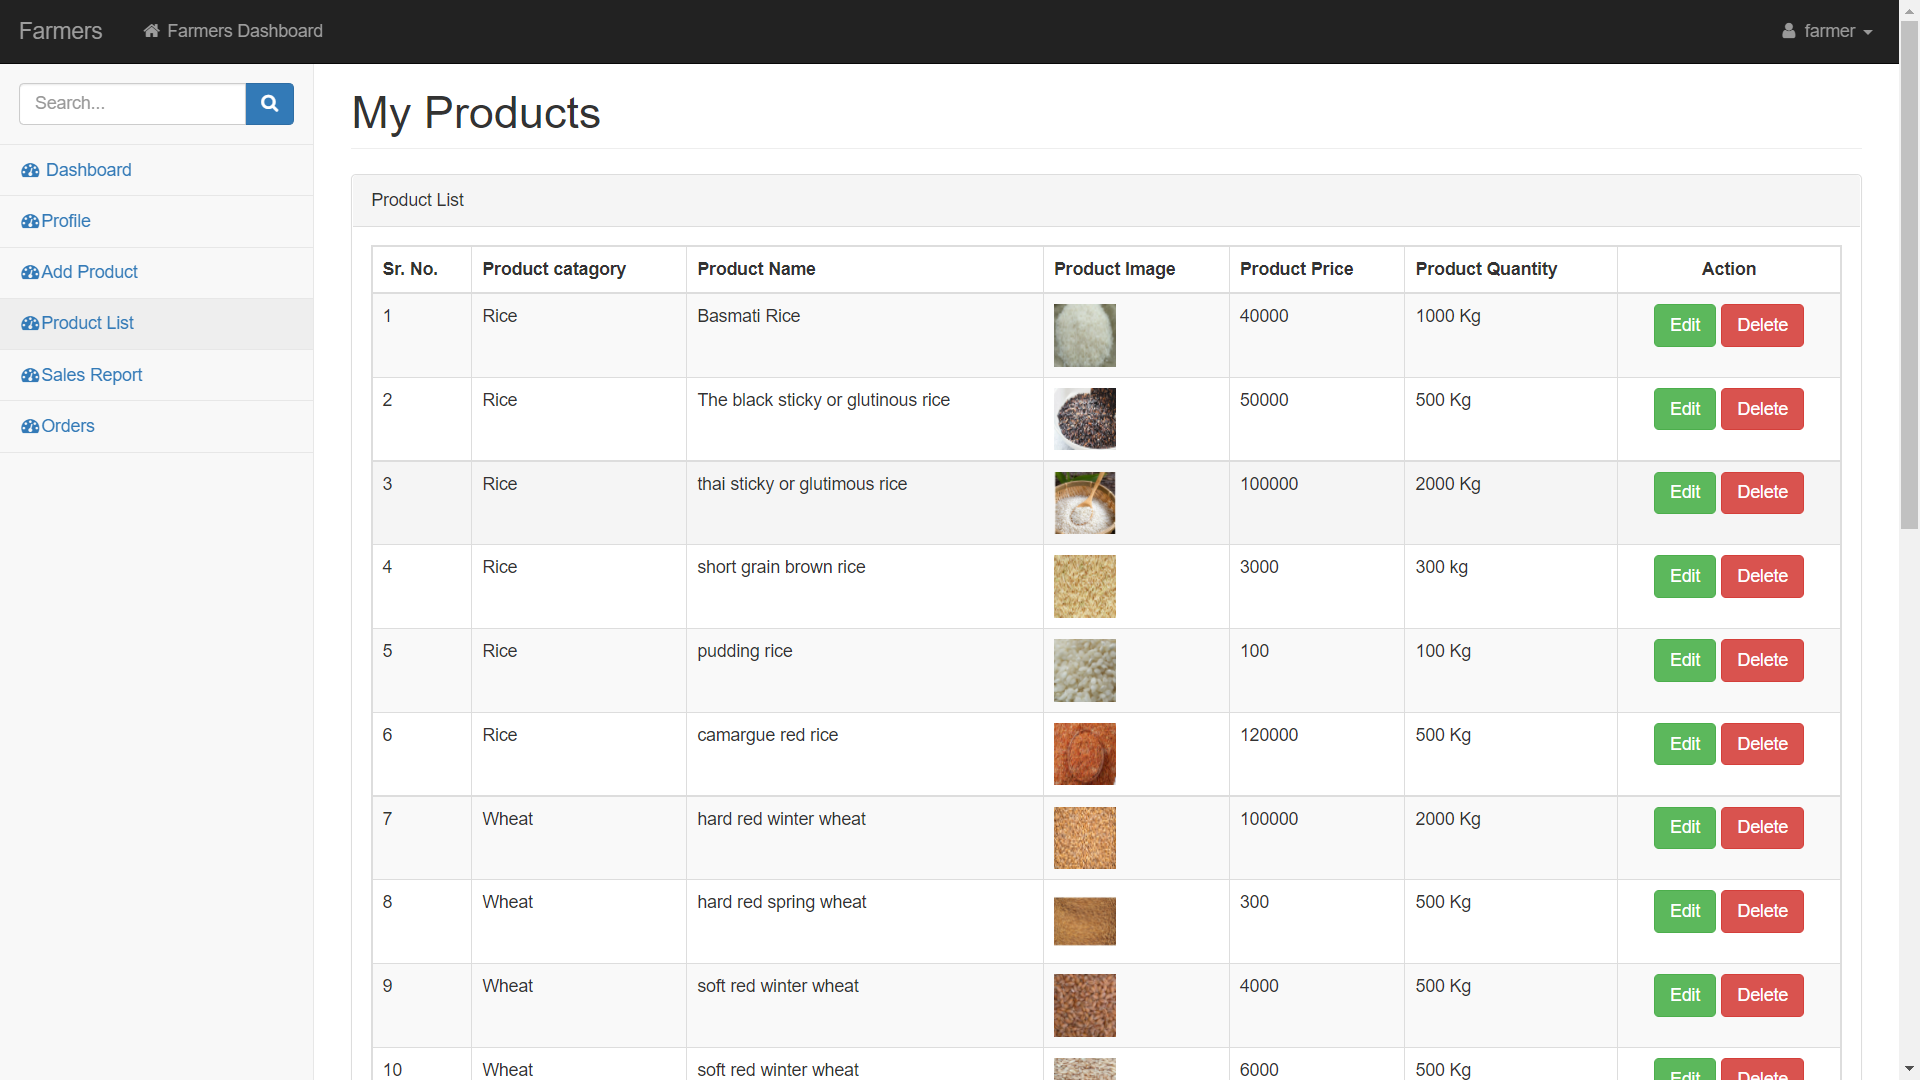 Farmers Farmers Dashboard farmer
Search...
Dashboard
Profile
Add Product
Product List
Sales Report
Orders
My Products
Product List
Sr. No. Product catagory Product Name Product Image Product Price Product Quantity Action
1 Rice Basmati Rice 40000 1000 Kg Edit Delete
2 Rice The black sticky or glutinous rice 50000 500 Kg Edit Delete
3 Rice thai sticky or glutimous rice 100000 2000 Kg Edit Delete
4 Rice short grain brown rice 3000 300 kg Edit Delete
5 Rice pudding rice 100 100 Kg Edit Delete
6 Rice camargue red rice 120000 500 Kg Edit Delete
7 Wheat hard red winter wheat 100000 2000 Kg Edit Delete
8 Wheat hard red spring wheat 300 500 Kg Edit Delete
9 Wheat soft red winter wheat 4000 500 Kg Edit Delete
10 Wheat soft red winter wheat 6000 500 Kg Edit Delete